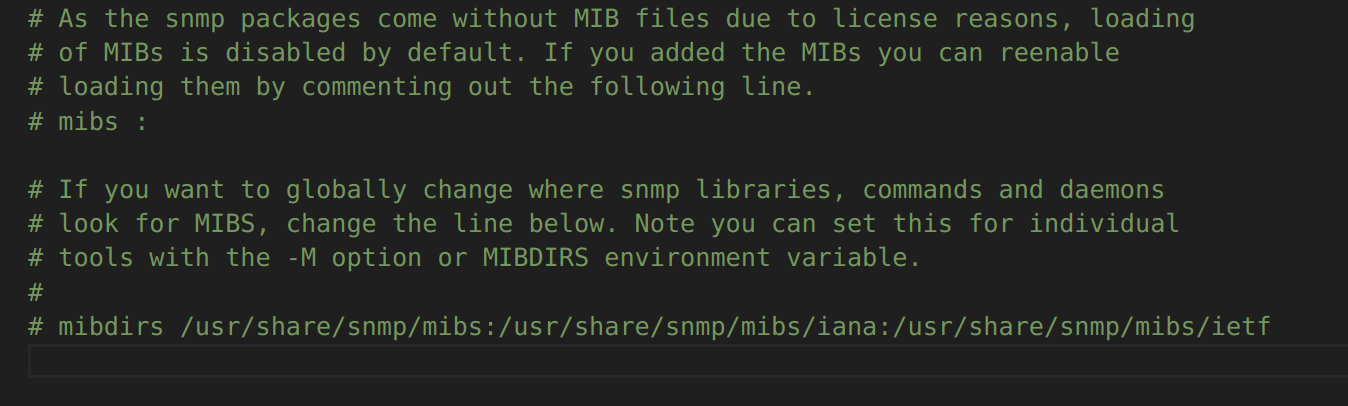 # As the snmp packages come without MIB files due to license reasons, loading
# of MIBs is disabled by default. If you added the MIBs you can reenable
# loading them by commenting out the following line.
# mibs :
# If you want to globally change where snmp libraries, commands and daemons
# look for MIBS, change the line below. Note you can set this for individual
# tools with the -M option or MIBDIRS environment variable.
#
# mibdirs /usr/share/snmp/mibs:/usr/share/snmp/mibs/iana:/usr/share/snmp/mibs/ietf